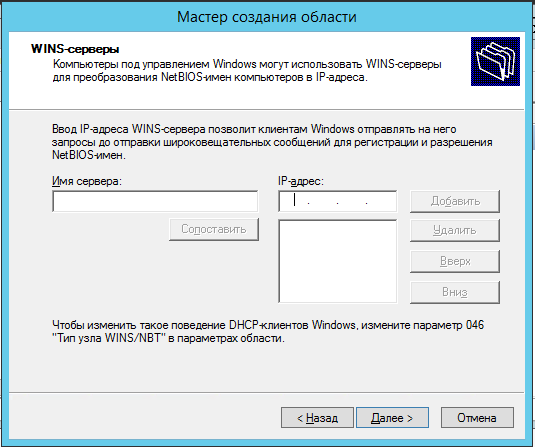 Мастер создания области
WINS-серверы
Компьютеры под управлением Windows могут использовать WINS-серверы
для преобразования NetBIOS-имен компьютеров в IP-адреса.
Ввод IP-адреса WINS-сервера позволит клиентам Windows отправлять на него
запросы до отправки широковещательных сообщений для регистрации и разрешения
NetBIOS-имен.
Имя сервера:
IP-адрес:
Добавить
Сопоставить
Удалить
Вверх
Вниз
Чтобы изменить такое поведение DHCP-клиентов Windows, измените параметр 046
"Тип узла WINS/NBT" в параметрах области.
< Назад
Далее >
Отмена